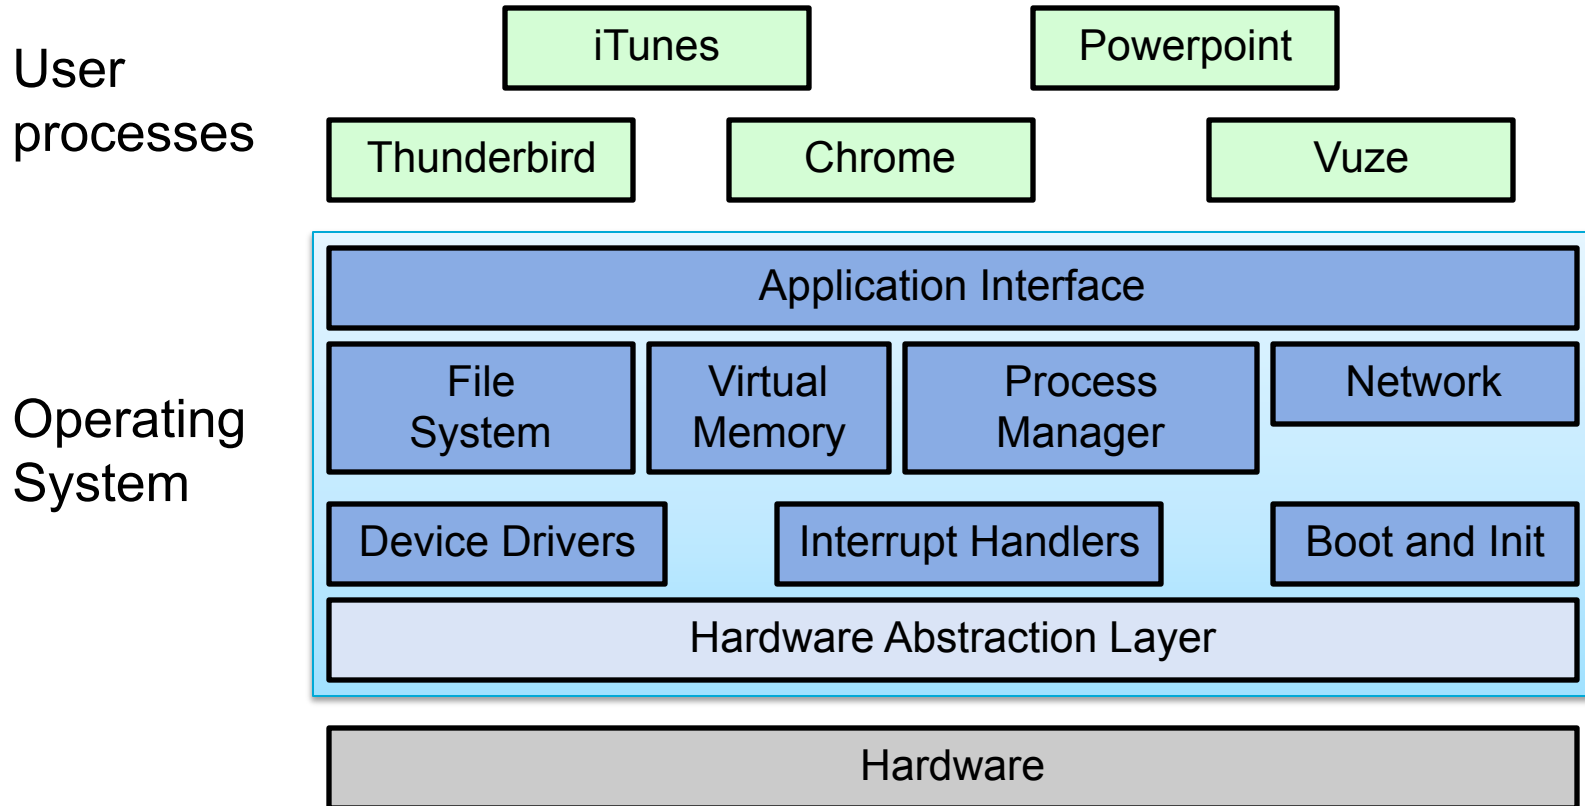 User
processes
iTunes
Powerpoint
Thunderbird
Chrome
Vuze
Operating
System
Application Interface
File
System
Virtual
Memory
Process
Manager
Network
Device Drivers
Interrupt Handlers
Boot and Init
Hardware Abstraction Layer
Hardware